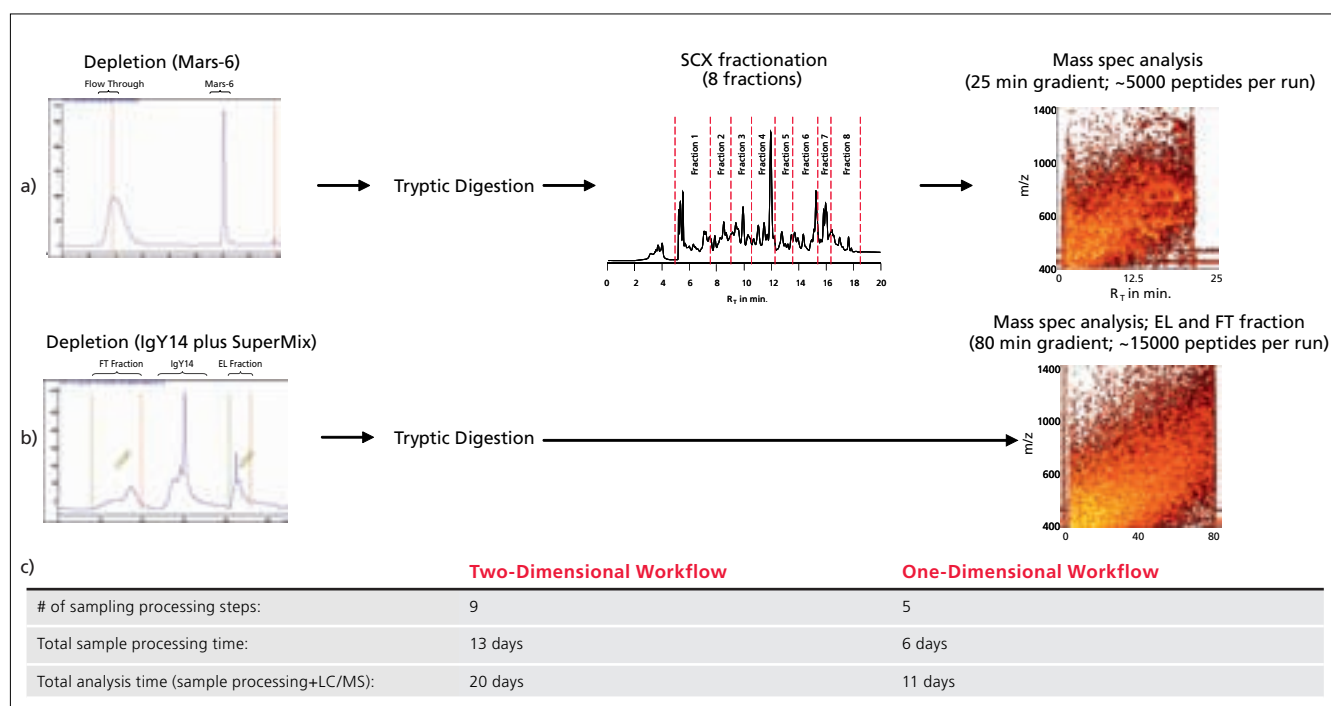 Depletion (Mars-6)
Flow Through
Mars-6
a)
Tryptic Digestion
SCX fractionation
(8 fractions)
Fraction 1
Fraction 2
Fraction 3
Fraction 4
Fraction 5
Fraction 6
Fraction 7
Fraction 8
0 2 4 6 8 10 12 14 16 18 20
R_T in min.
Mass spec analysis
(25 min gradient; ~5000 peptides per run)
1400
1000
600
400
m/z
0 12.5 25
R_T in min.
Depletion (IgY14 plus SuperMix)
FT Fraction
IgY14
EL Fraction
b)
Tryptic Digestion
Mass spec analysis; EL and FT fraction
(80 min gradient; ~15000 peptides per run)
1400
1000
600
400
m/z
0 40 80
c)
Two-Dimensional Workflow One-Dimensional Workflow
# of sampling processing steps: 9 5
Total sample processing time: 13 days 6 days
Total analysis time (sample processing+LC/MS): 20 days 11 days